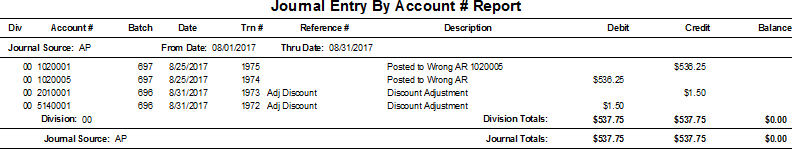 Journal Entry By Account # Report
Div Account # Batch Date Trn # Reference # Description Debit Credit Balance
Journal Source: AP From Date: 08/01/2017 Thru Date: 08/31/2017
00 1020001 697 8/25/2017 1975 Posted to Wrong AR 1020005 $536.25
00 1020005 697 8/25/2017 1974 Posted to Wrong AR $536.25
00 2010001 696 8/31/2017 1973 Adj Discount Discount Adjustment $1.50
00 5140001 696 8/31/2017 1972 Adj Discount Discount Adjustment $1.50
Division: 00 Division Totals: $537.75 $537.75 $0.00
Journal Source: AP Journal Totals: $537.75 $537.75 $0.00